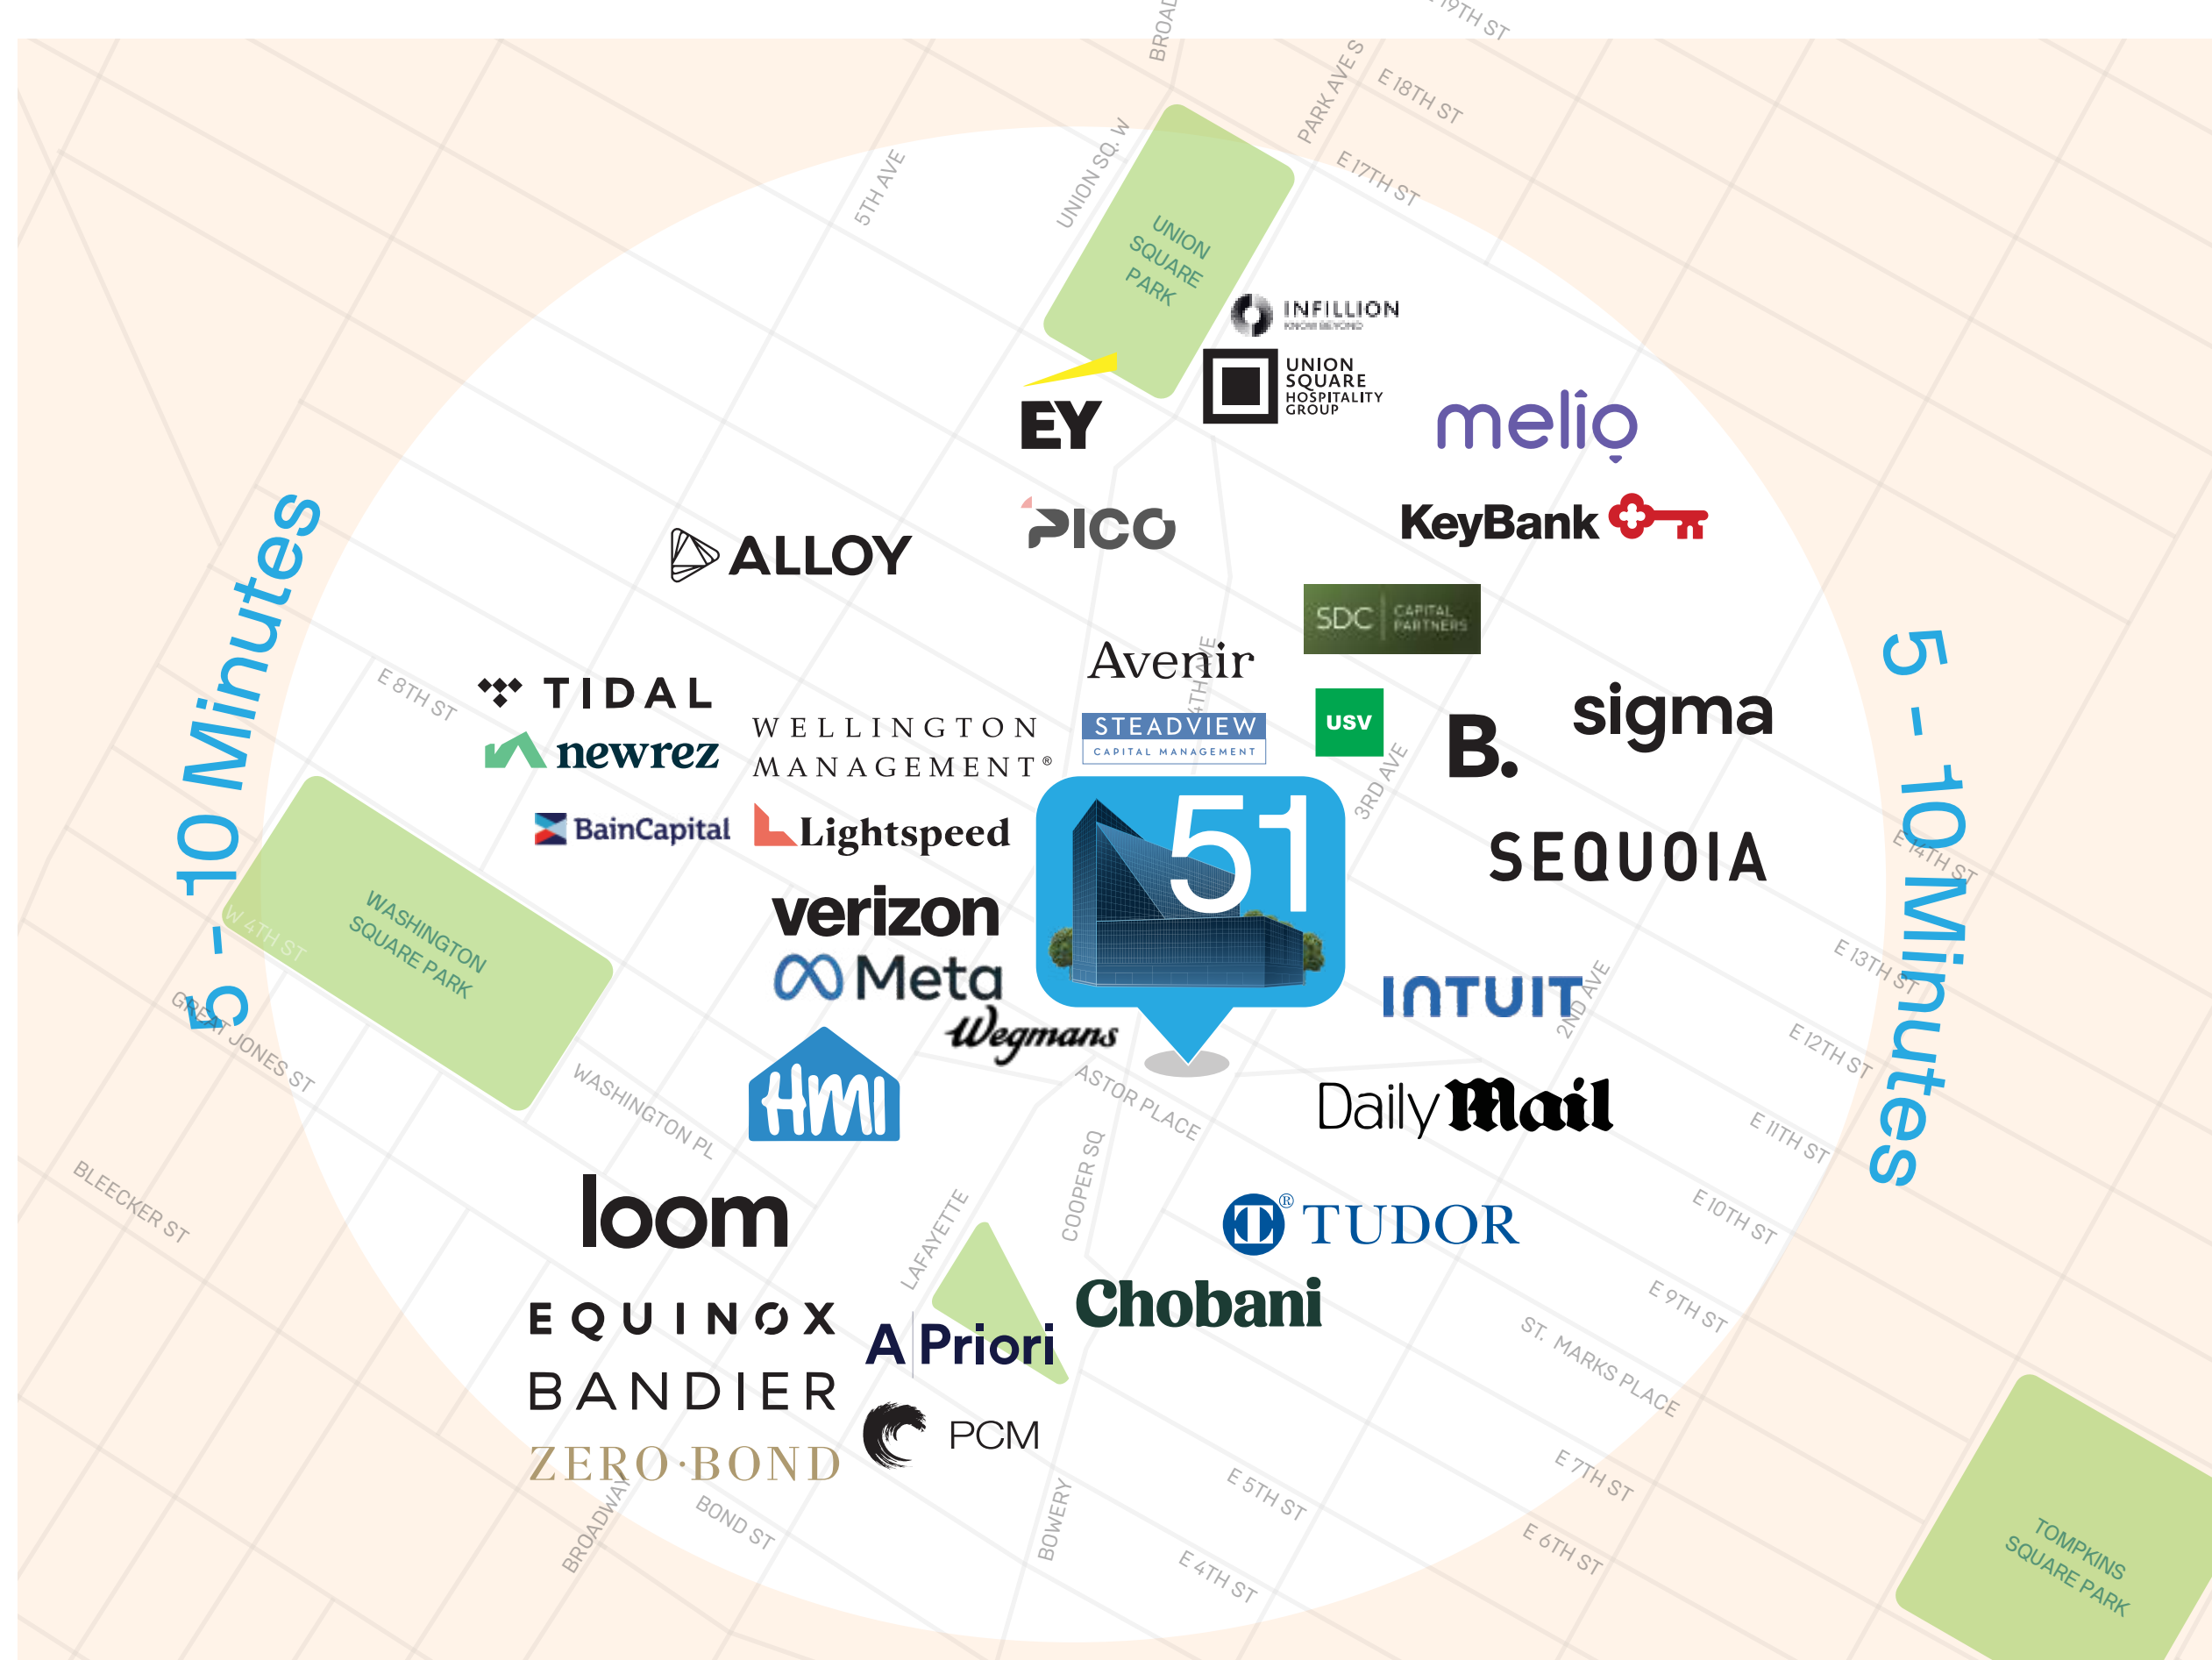 E 19TH ST
BROAD
PARK AVE S
E 18TH ST
UNION SQ. W
5TH AVE
E 17TH ST
UNION
SQUARE
PARK
INFILLION
KNOW BEYOND
UNION
SQUARE
HOSPITALITY
GROUP
EY
melio
KeyBank
PICO
ALLOY
5 - 10 Minutes
SDC CAPITAL
PARTNERS
Avenir
4TH AVE
E 8TH ST
TIDAL
newrez
WELLINGTON
MANAGEMENT®
STEADVIEW
CAPITAL MANAGEMENT
USV
B.
sigma
5 - 10 Minutes
3RD AVE
BainCapital
Lightspeed
51
SEQUOIA
E 14TH ST
WASHINGTON
SQUARE PARK
W 4TH ST
verizon
Meta
Wegmans
INTUIT
2ND AVE
E 13TH ST
GREAT JONES ST
E 12TH ST
HMI
WASHINGTON PL
ASTOR PLACE
Daily Mail
E 11TH ST
BLEECKER ST
loom
LAFAYETTE
COOPER SQ
® TUDOR
E 10TH ST
Chobani
E 9TH ST
EQUINOX
A Priori
ST. MARKS PLACE
BANDIER
PCM
ZERO·BOND
BROADWAY
BOND ST
BOWERY
E 5TH ST
E 7TH ST
E 4TH ST
E 6TH ST
TOMPKINS
SQUARE PARK